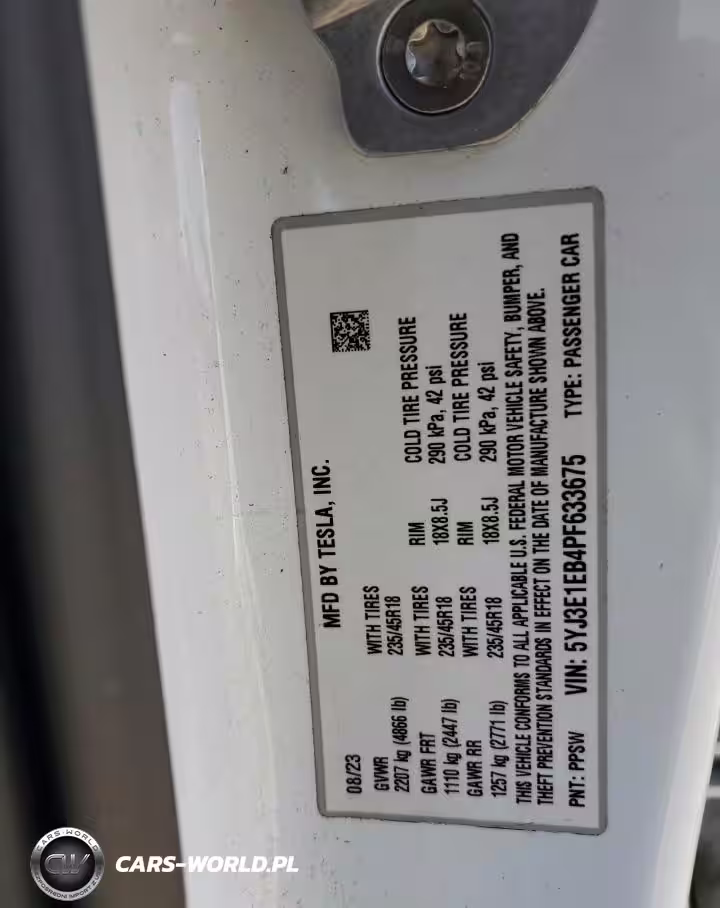 MFD BY TESLA, INC.
08/23
GVWR WITH TIRES
2207 kg (4866 lb) 235/45R18
GAWR FRT WITH TIRES RIM COLD TIRE PRESSURE
1110 kg (2447 lb) 235/45R18 18X8.5J 290 kPa, 42 psi
GAWR RR WITH TIRES RIM COLD TIRE PRESSURE
1257 kg (2771 lb) 235/45R18 18X8.5J 290 kPa, 42 psi
THIS VEHICLE CONFORMS TO ALL APPLICABLE U.S. FEDERAL MOTOR VEHICLE SAFETY, BUMPER, AND
THEFT PREVENTION STANDARDS IN EFFECT ON THE DATE OF MANUFACTURE SHOWN ABOVE.
PNT: PPSW VIN: 5YJ3E1EB4PF633675 TYPE: PASSENGER CAR
CARS-WORLD
CW
CARS-WORLD.PL